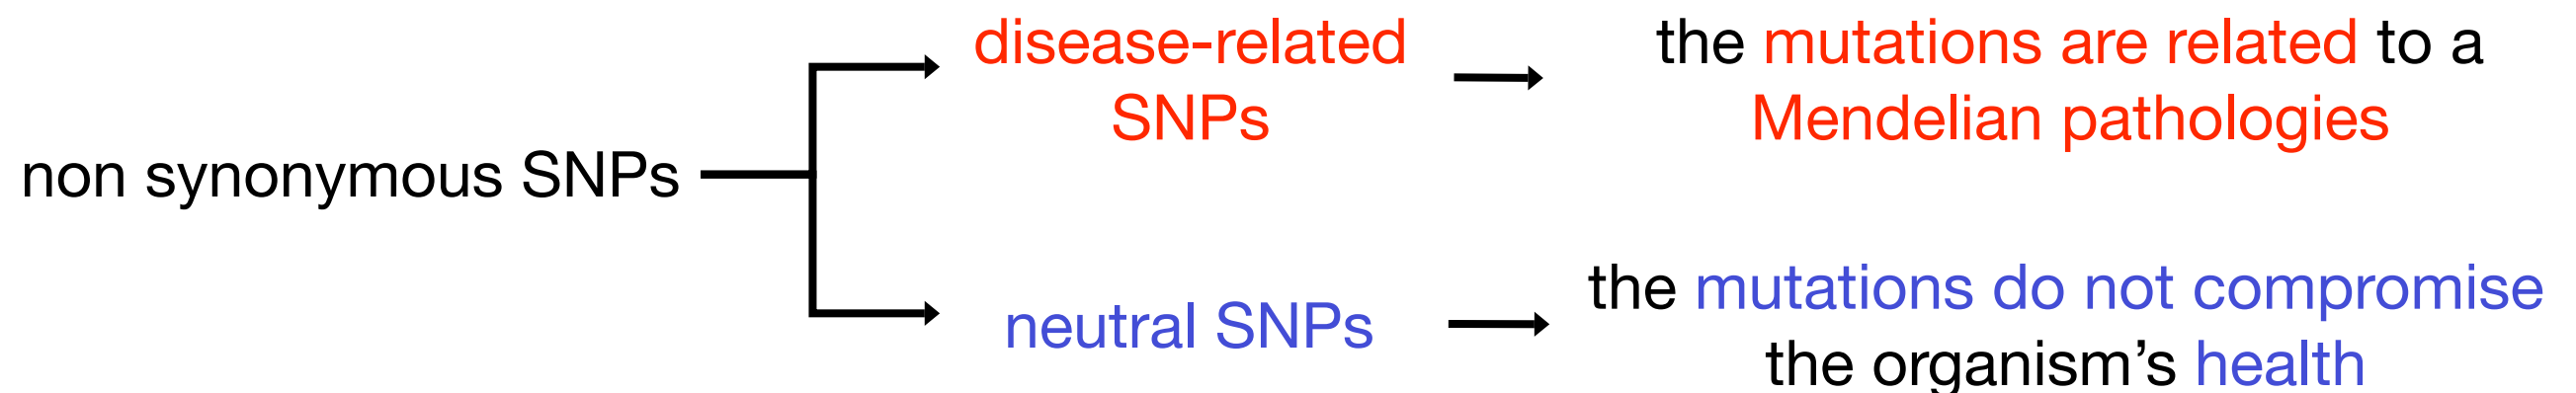 non synonymous SNPs
disease-related
SNPs
the mutations are related to a
Mendelian pathologies
neutral SNPs
the mutations do not compromise
the organism’s health